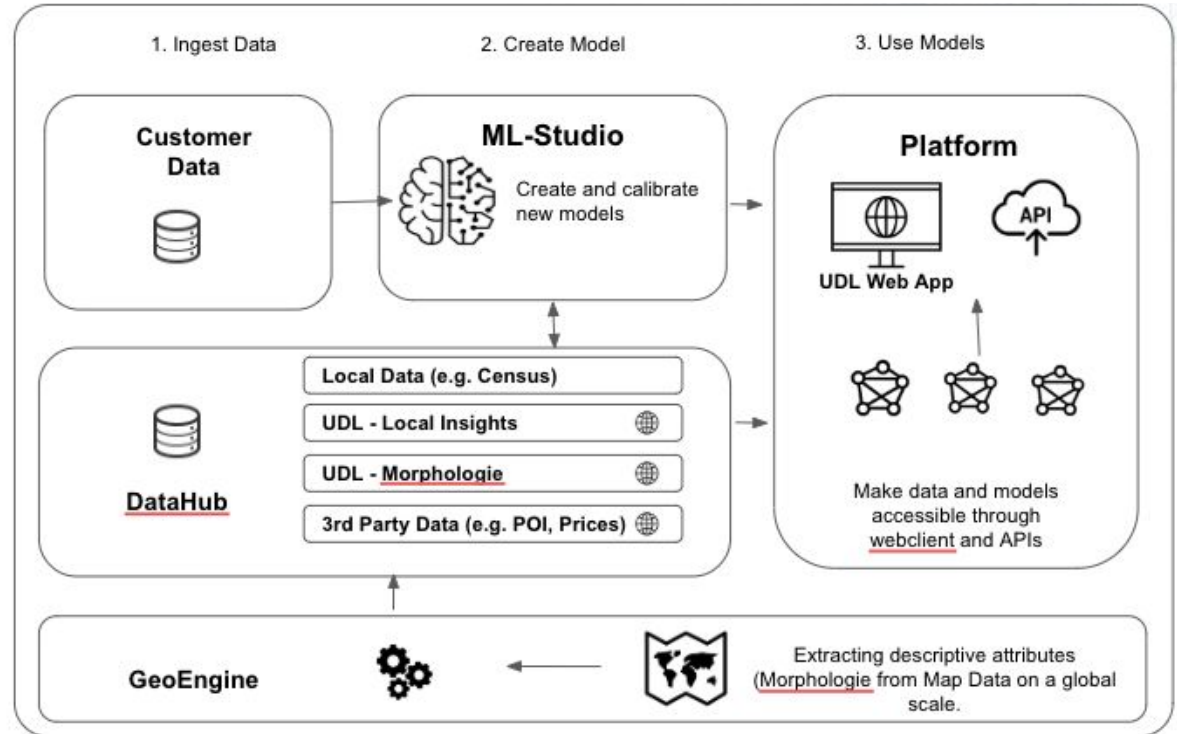 1. Ingest Data
2. Create Model
3. Use Models
Customer
Data
ML-Studio
Create and calibrate
new models
Platform
API
UDL Web App
Make data and models
accessible through
webclient and APIs
DataHub
Local Data (e.g. Census)
UDL - Local Insights
UDL - Morphologie
3rd Party Data (e.g. POI, Prices)
GeoEngine
Extracting descriptive attributes
(Morphologie from Map Data on a global
scale.